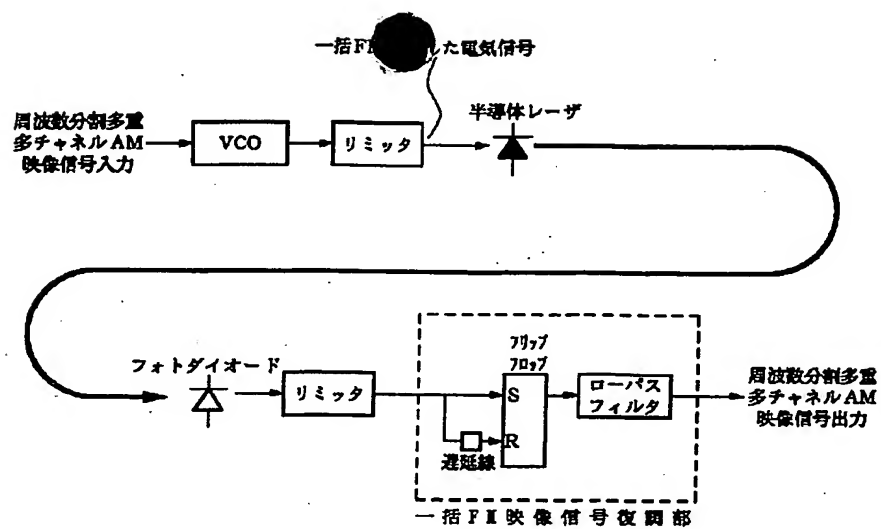 一括F した電気信号
半導体レーザ
周波数分割多重
多チャネルAM
映像信号入力
VCO
リミッタ
フォトダイオード
リミッタ
フリップ
フロップ
S
R
遅延線
ローパス
フィルタ
周波数分割多重
多チャネルAM
映像信号出力
一括FM映像信号復調部